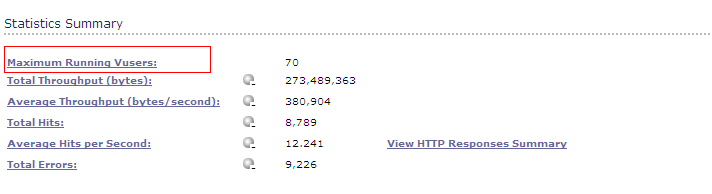 Statistics Summary
Maximum Running Vusers: 70
Total Throughput (bytes): 273,489,363
Average Throughput (bytes/second): 380,904
Total Hits: 8,789
Average Hits per Second: 12.241 View HTTP Responses Summary
Total Errors: 9,226